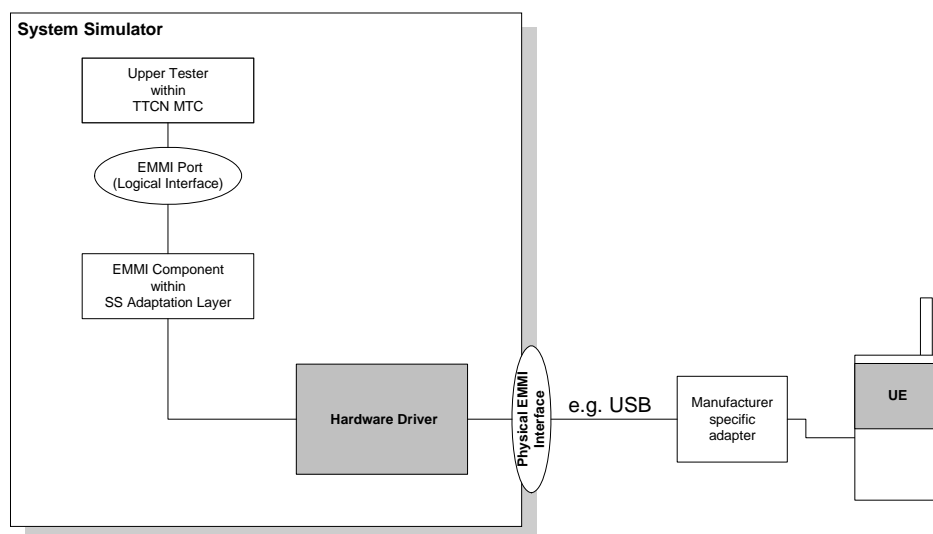 System Simulator
Upper Tester
within
TTCN MTC
EMMI Port
(Logical Interface)
EMMI Component
within
SS Adaptation Layer
Hardware Driver
Physical EMMI
Interface
e.g. USB
Manufacturer
specific
adapter
UE